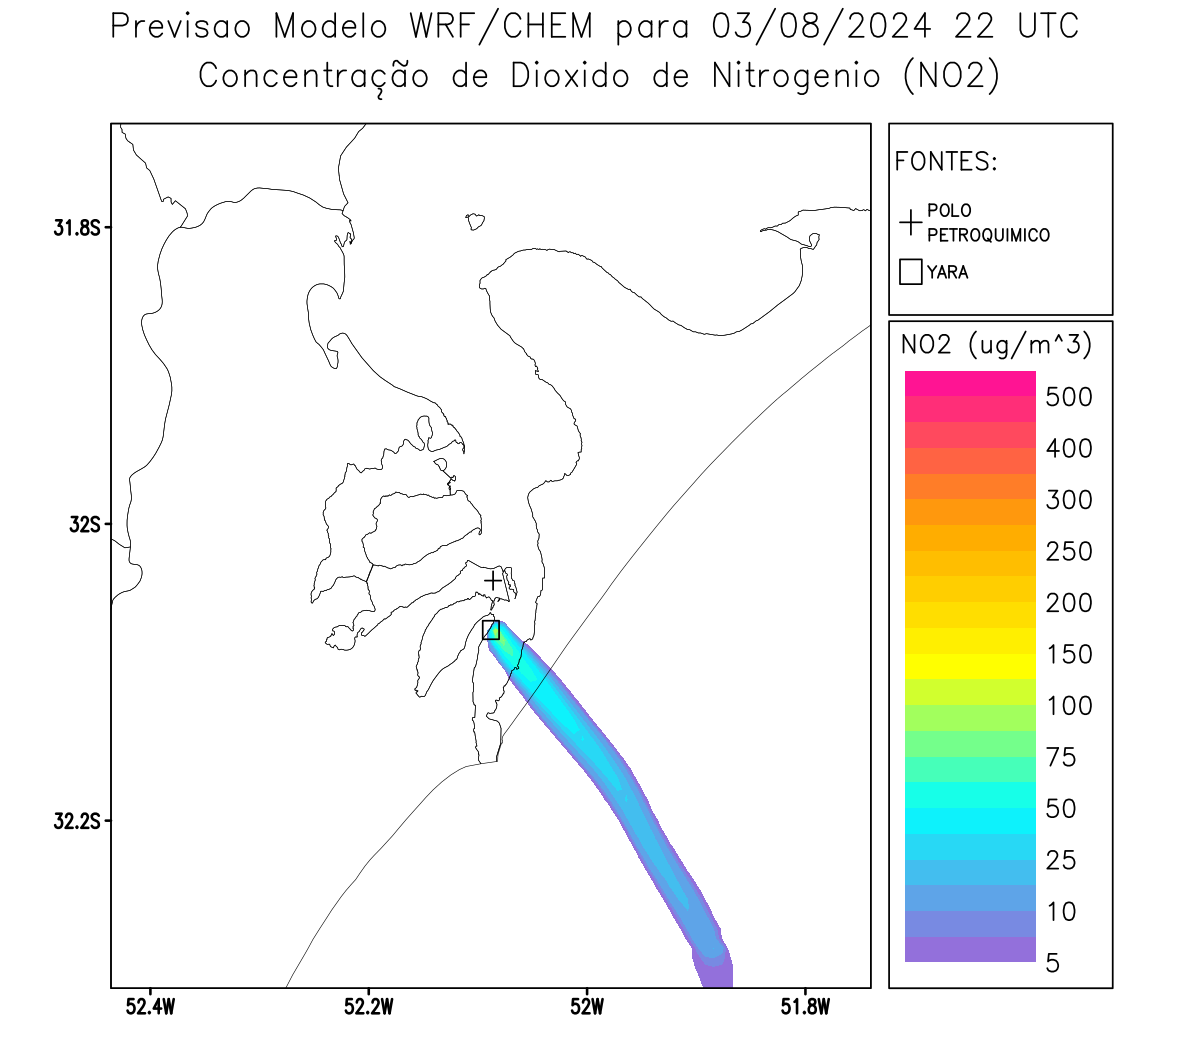 Previsao Modelo WRF/CHEM para 03/08/2024 22 UTC
Concentração de Dioxido de Nitrogenio (NO2)
FONTES:
POLO
PETROQUIMICO
YARA
NO2 (ug/m^3)
500
400
300
250
200
150
100
75
50
25
10
5
31.8S
32S
32.2S
52.4W
52.2W
52W
51.8W